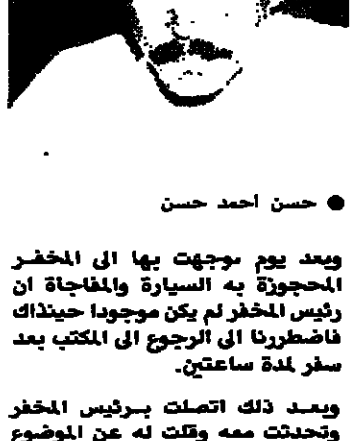 ● حسن احمد حسن
وبعد يوم توجهت بها الى المخفر
المحجوزة به السيارة والمفاجأة ان
رئيس المخفر لم يكن موجودا حينذاك
فاضطررنا الى الرجوع الى المكتب بعد
سفر لمدة ساعتين.
وبعد ذلك اتصلت برئيس المخفر
وتحدثت معه وقلت له عن الموضوع